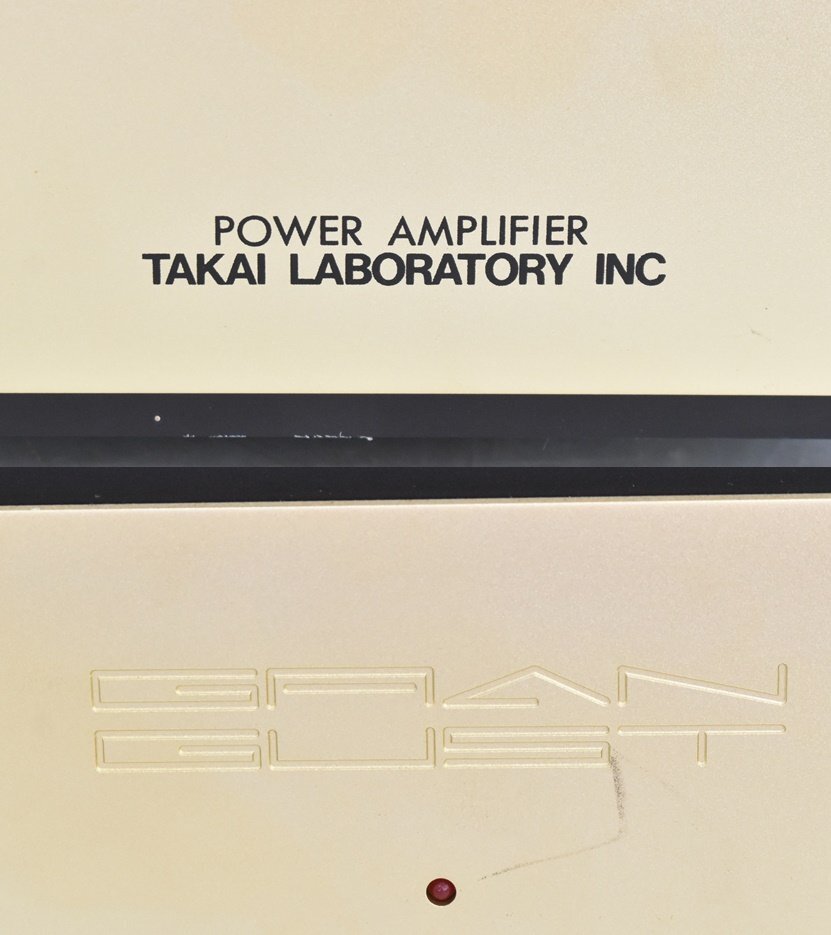 POWER AMPLIFIER
TAKAI LABORATORY INC
GRAN
GUST